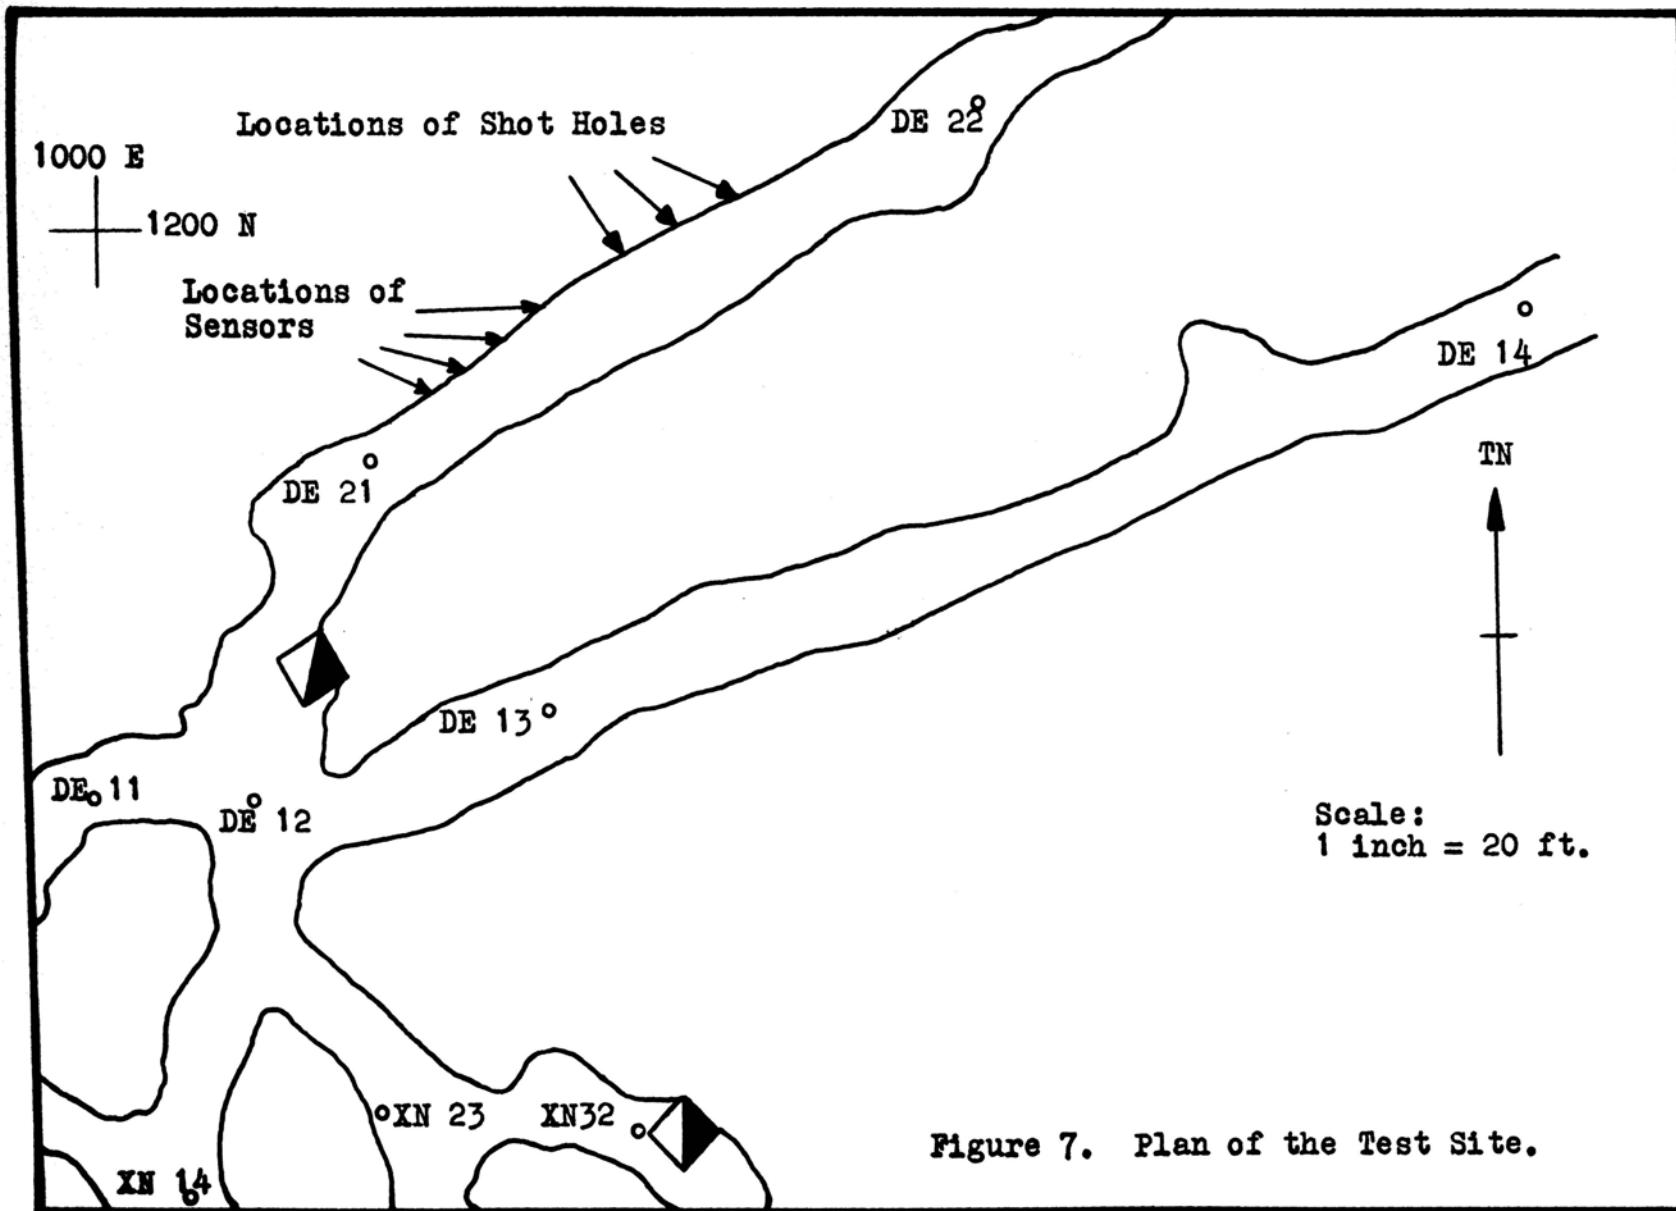 Locations of Shot Holes
DE 22
1000 E
1200 N
Locations of
Sensors
DE 14
TN
DE 21
DE 13
DE 11
DE 12
Scale:
1 inch = 20 ft.
XN 23
XN32
Figure 7. Plan of the Test Site.
XN 14